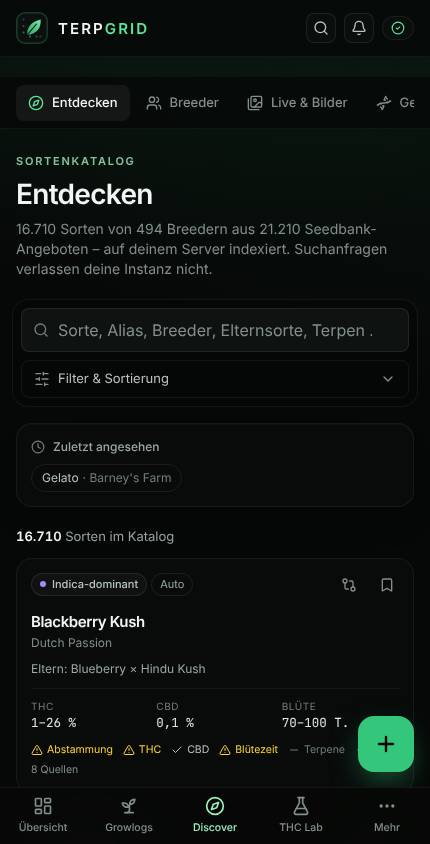 TERPGRID
Entdecken
Breeder
Live & Bilder
Ge
SORTENKATALOG
Entdecken
16.710 Sorten von 494 Breedern aus 21.210 Seedbank-
Angeboten – auf deinem Server indexiert. Suchanfragen
verlassen deine Instanz nicht.
Sorte, Alias, Breeder, Elternsorte, Terpen .
Filter & Sortierung
Zuletzt angesehen
Gelato · Barney's Farm
16.710 Sorten im Katalog
Indica-dominant
Auto
Blackberry Kush
Dutch Passion
Eltern: Blueberry × Hindu Kush
THC CBD BLÜTE
1–26 % 0,1 % 70–100 T.
Abstammung THC CBD Blütezeit Terpene
8 Quellen
Übersicht Growlogs Discover THC Lab Mehr